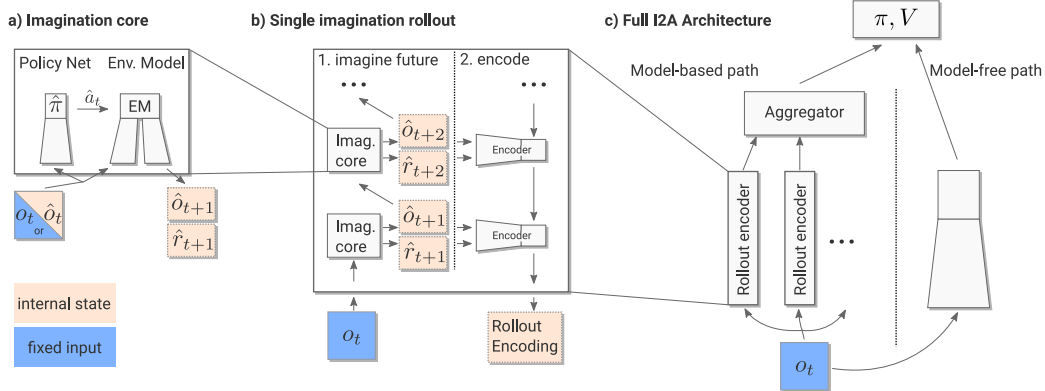 a) Imagination core
Policy Net Env. Model
π̂ â_t EM
o_t or ô_t
ô_{t+1}
r̂_{t+1}
internal state
fixed input
b) Single imagination rollout
1. imagine future
2. encode
...
...
Imag.
core
ô_{t+2}
r̂_{t+2}
Encoder
Imag.
core
ô_{t+1}
r̂_{t+1}
Encoder
o_t
Rollout
Encoding
c) Full I2A Architecture
π, V
Model-based path
Model-free path
Aggregator
Rollout encoder
Rollout encoder
...
o_t